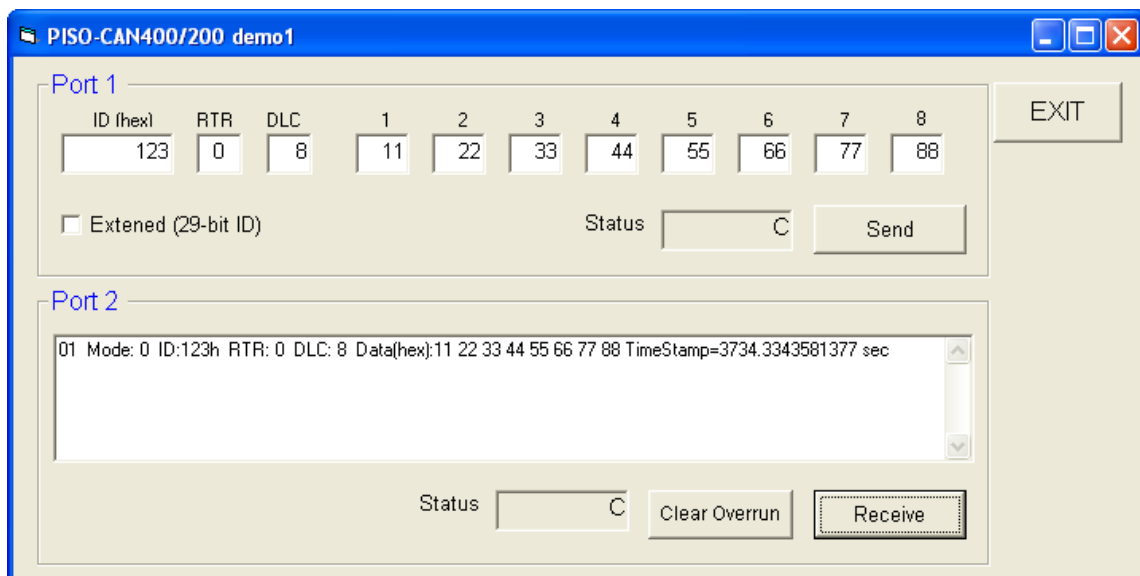 PISO-CAN400/200 demo1
Port 1
EXIT
ID (hex) RTR DLC 1 2 3 4 5 6 7 8
123 0 8 11 22 33 44 55 66 77 88
Extened (29-bit ID) Status C Send
Port 2
01 Mode: 0 ID:123h RTR: 0 DLC: 8 Data(hex):11 22 33 44 55 66 77 88 TimeStamp=3734.3343581377 sec
Status C Clear Overrun Receive